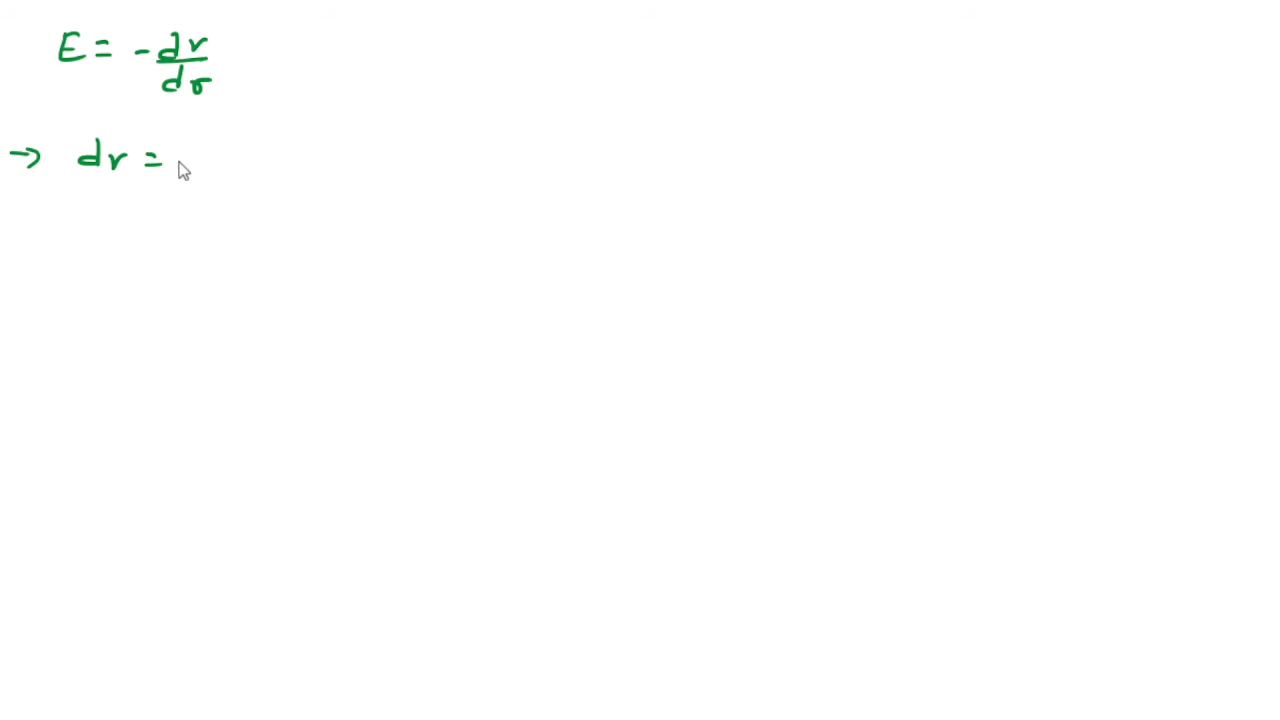 E = -dv/dr
→ dv =